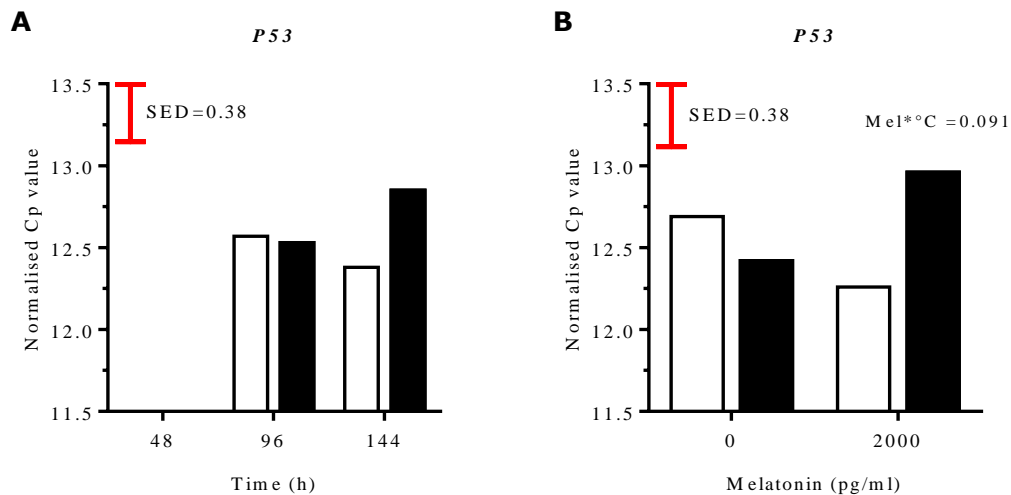 A
P53
13.5
13.0
12.5
12.0
11.5
Normalised Cp value
SED=0.38
48
96
144
Time (h)
B
P53
13.5
13.0
12.5
12.0
11.5
Normalised Cp value
SED=0.38
Mel*°C =0.091
0
2000
Melatonin (pg/ml)